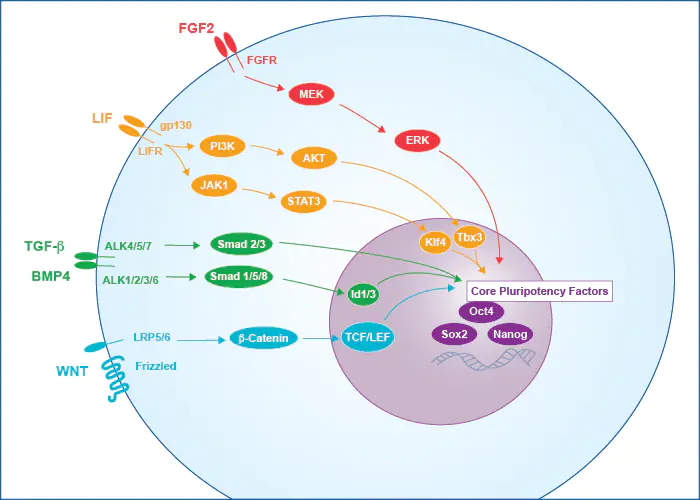 FGF2
FGFR
MEK
ERK
LIF
gp130
LIFR
PI3K
AKT
JAK1
STAT3
Klf4
Tbx3
TGF-β
ALK4/5/7
Smad 2/3
BMP4
ALK1/2/3/6
Smad 1/5/8
Id1/3
Core Pluripotency Factors
Oct4
Sox2
Nanog
LRP5/6
β-Catenin
TCF/LEF
WNT
Frizzled